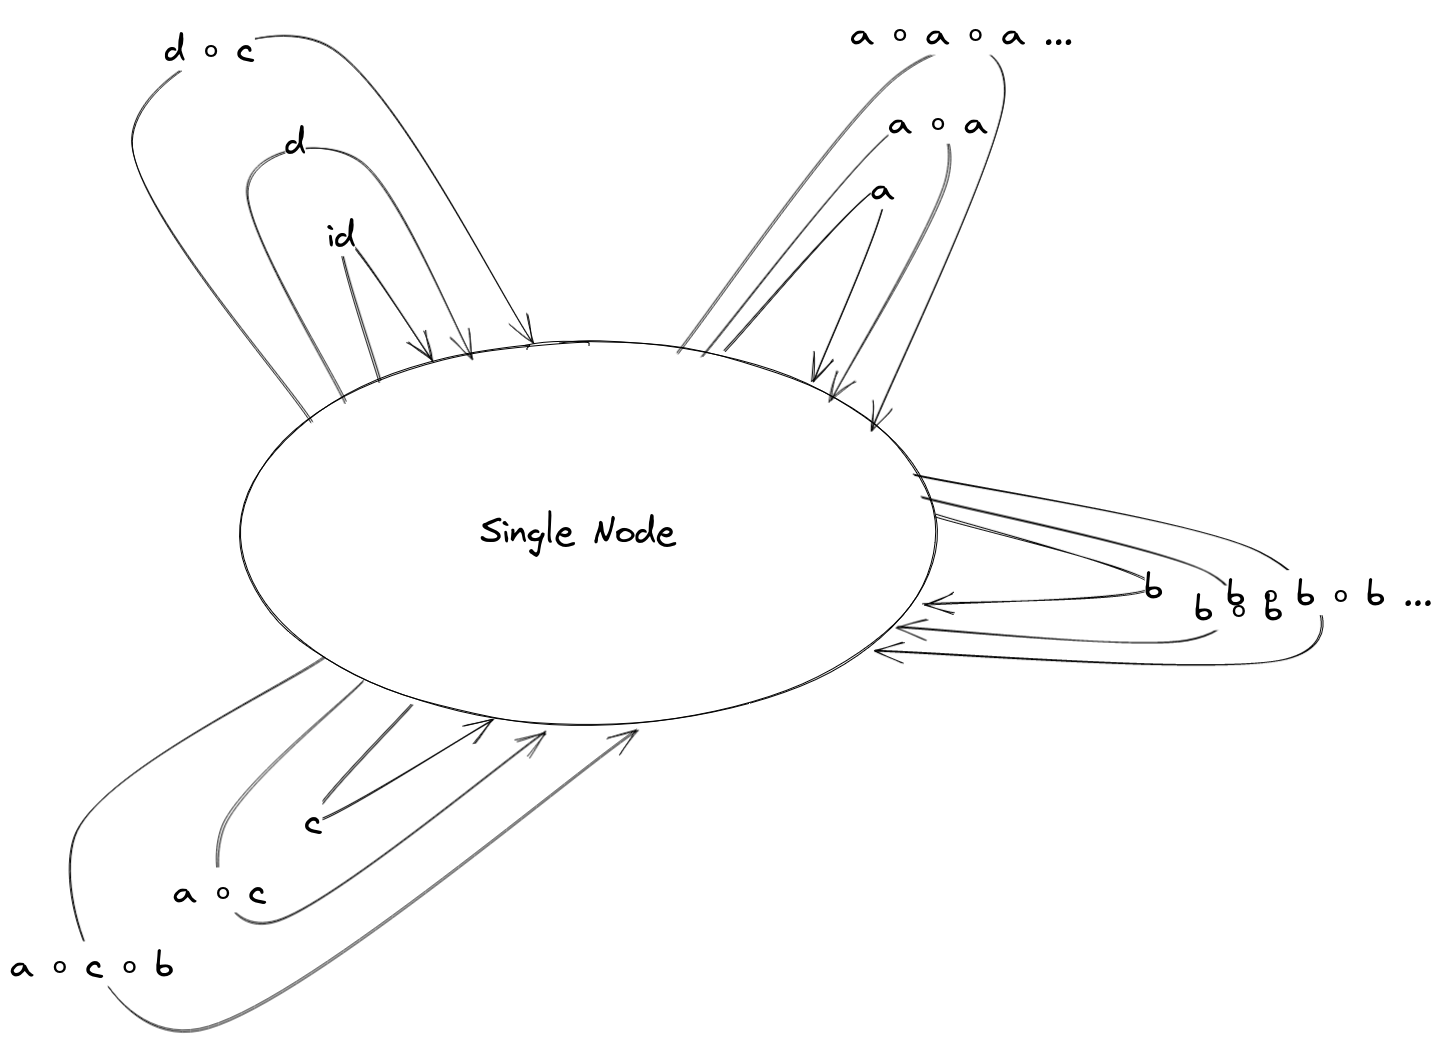 d ∘ c
d
id
a ∘ a ∘ a ...
a ∘ a
a
Single Node
b
b ∘ b
b ∘ b ∘ b ...
c
a ∘ c
a ∘ c ∘ b